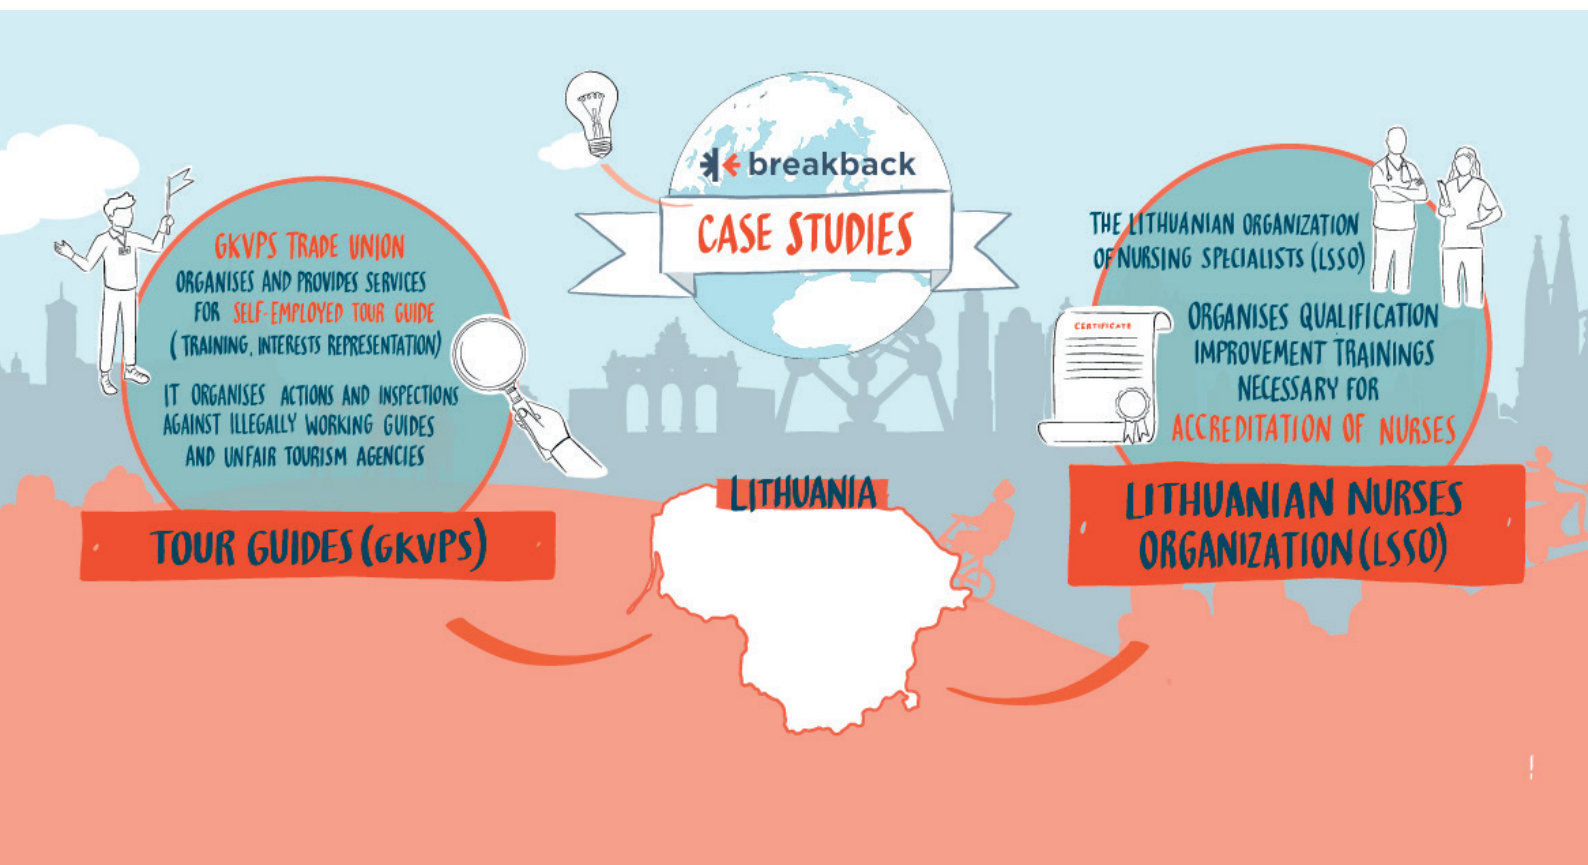 breakback
CASE STUDIES
GKVPS TRADE UNION
ORGANISES AND PROVIDES SERVICES
FOR SELF-EMPLOYED TOUR GUIDE
(TRAINING, INTERESTS REPRESENTATION)
IT ORGANISES ACTIONS AND INSPECTIONS
AGAINST ILLEGALLY WORKING GUIDES
AND UNFAIR TOURISM AGENCIES
TOUR GUIDES (GKVPS)
LITHUANIA
THE LITHUANIAN ORGANIZATION
OF NURSING SPECIALISTS (LSSO)
CERTIFICATE
ORGANISES QUALIFICATION
IMPROVEMENT TRAININGS
NECESSARY FOR
ACCREDITATION OF NURSES
LITHUANIAN NURSES
ORGANIZATION (LSSO)
!